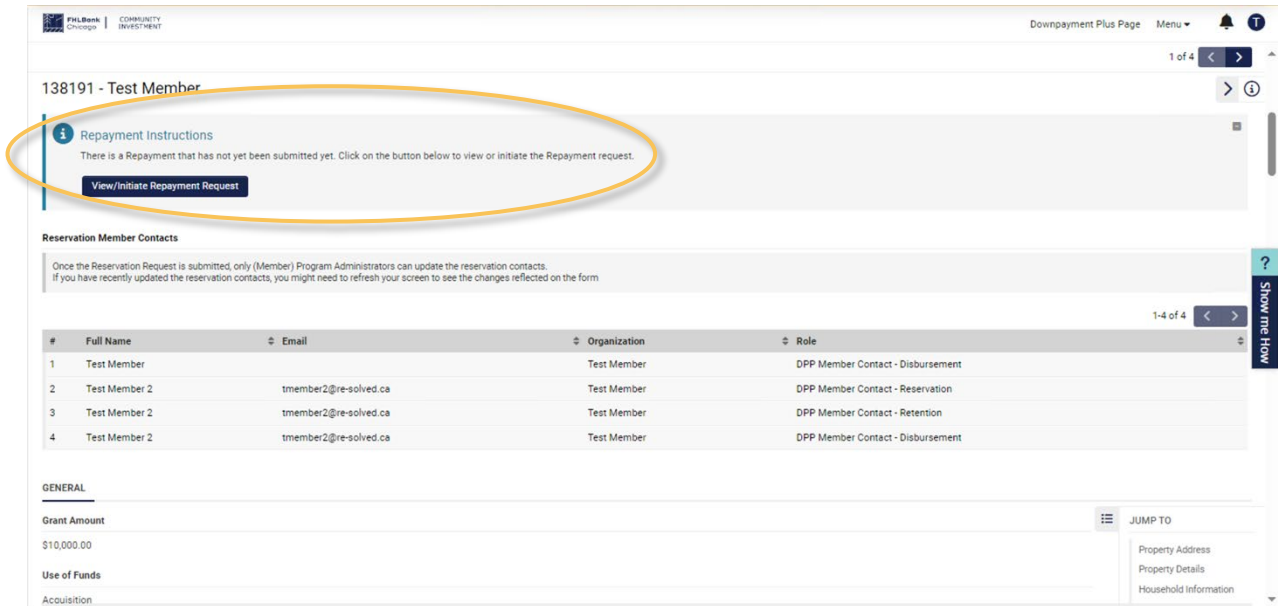 FHLBank Chicago | COMMUNITY INVESTMENT
Downpayment Plus Page Menu T
1 of 4 < >
138191 - Test Member
Repayment Instructions
There is a Repayment that has not yet been submitted yet. Click on the button below to view or initiate the Repayment request.
View/Initiate Repayment Request
Reservation Member Contacts
Once the Reservation Request is submitted, only (Member) Program Administrators can update the reservation contacts.
If you have recently updated the reservation contacts, you might need to refresh your screen to see the changes reflected on the form
? Show me How
1-4 of 4 < >
# Full Name Email Organization Role
1 Test Member Test Member DPP Member Contact - Disbursement
2 Test Member 2 tmember2@re-solved.ca Test Member DPP Member Contact - Reservation
3 Test Member 2 tmember2@re-solved.ca Test Member DPP Member Contact - Retention
4 Test Member 2 tmember2@re-solved.ca Test Member DPP Member Contact - Disbursement
GENERAL
Grant Amount
$10,000.00
Use of Funds
Acquisition
JUMP TO
Property Address
Property Details
Household Information